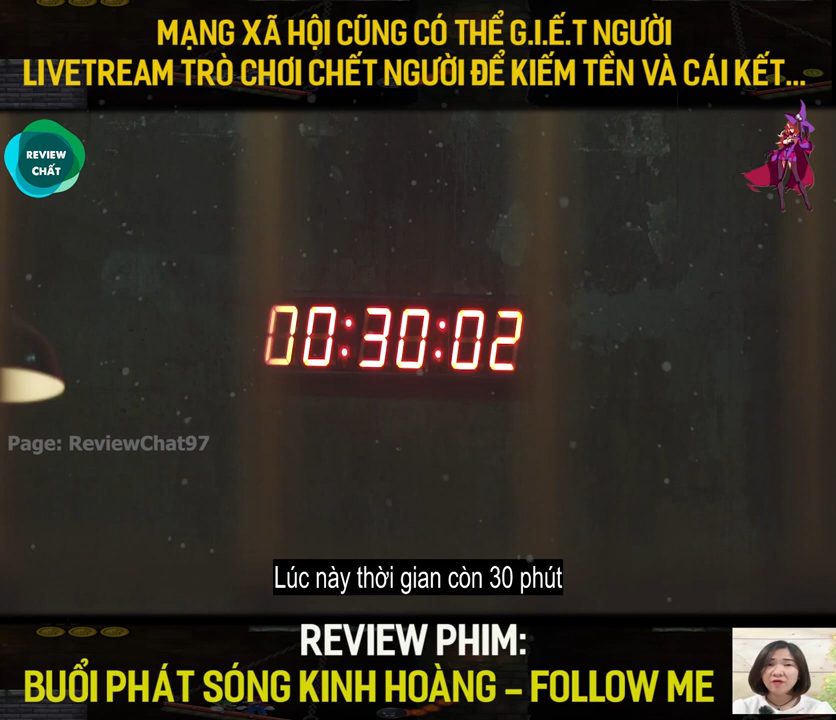 MẠNG XÃ HỘI CŨNG CÓ THỂ G.I.Ế.T NGƯỜI
LIVETREAM TRÒ CHƠI CHẾT NGƯỜI ĐỂ KIẾM TỀN VÀ CÁI KẾT...
REVIEW
CHẤT
00:30:02
Page: ReviewChat97
Lúc này thời gian còn 30 phút
REVIEW PHIM:
BUỔI PHÁT SÓNG KINH HOÀNG – FOLLOW ME